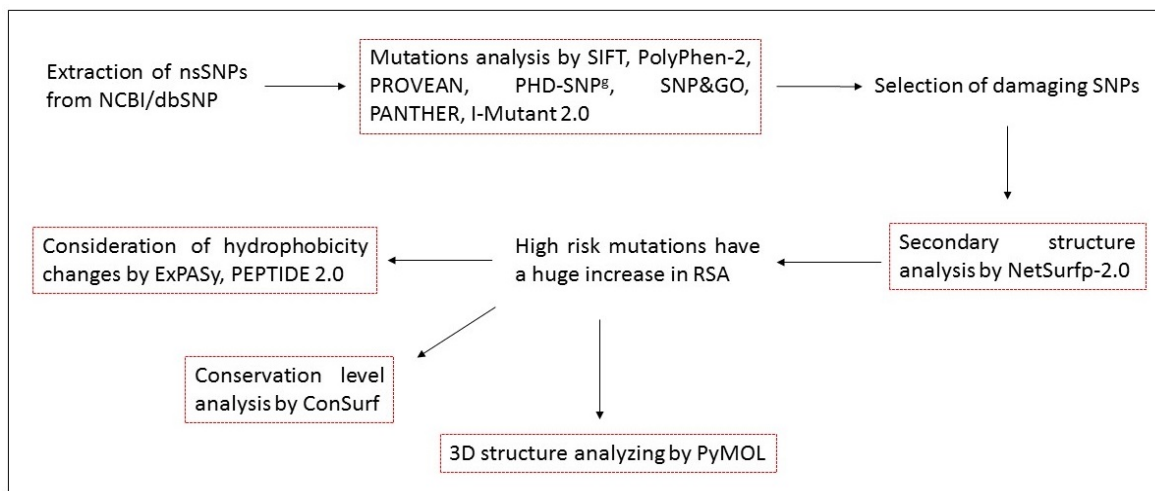 Extraction of nsSNPs
from NCBI/dbSNP
Mutations analysis by SIFT, PolyPhen-2,
PROVEAN, PHD-SNPᵍ, SNP&GO,
PANTHER, I-Mutant 2.0
Selection of damaging SNPs
Secondary structure
analysis by NetSurfp-2.0
High risk mutations have
a huge increase in RSA
Consideration of hydrophobicity
changes by ExPASy, PEPTIDE 2.0
Conservation level
analysis by ConSurf
3D structure analyzing by PyMOL